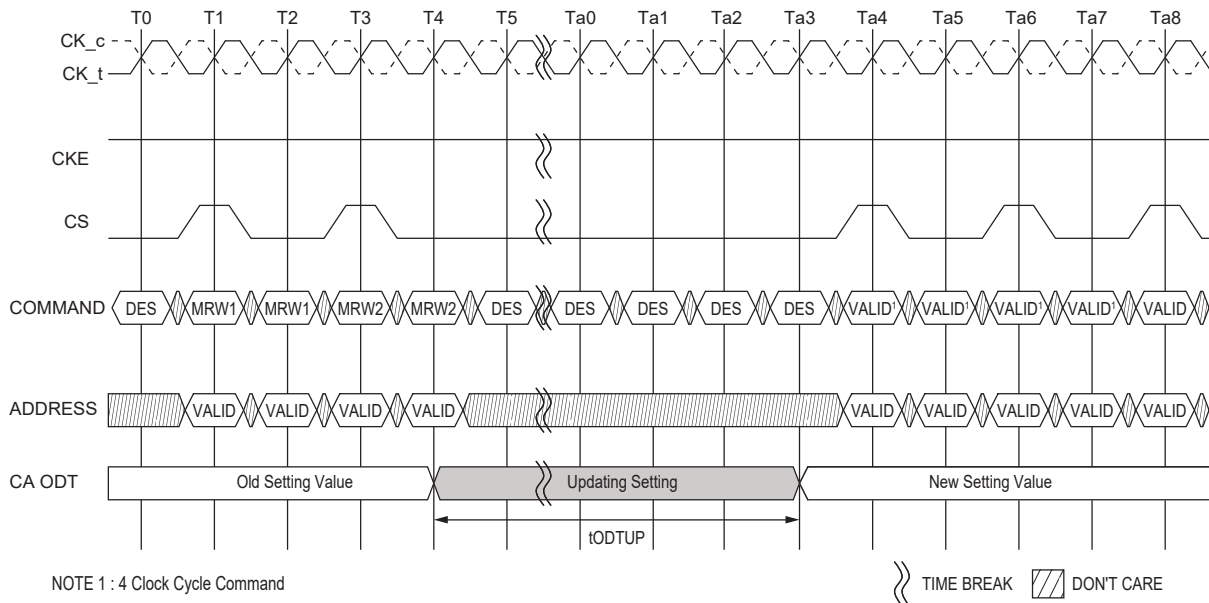 T0 T1 T2 T3 T4 T5 Ta0 Ta1 Ta2 Ta3 Ta4 Ta5 Ta6 Ta7 Ta8
CK_c
CK_t
CKE
CS
COMMAND DES MRW1 MRW1 MRW2 MRW2 DES DES DES DES DES VALID¹ VALID¹ VALID¹ VALID¹ VALID
ADDRESS VALID VALID VALID VALID VALID VALID VALID VALID VALID
CA ODT Old Setting Value Updating Setting New Setting Value
tODTUP
NOTE 1 : 4 Clock Cycle Command TIME BREAK DON'T CARE